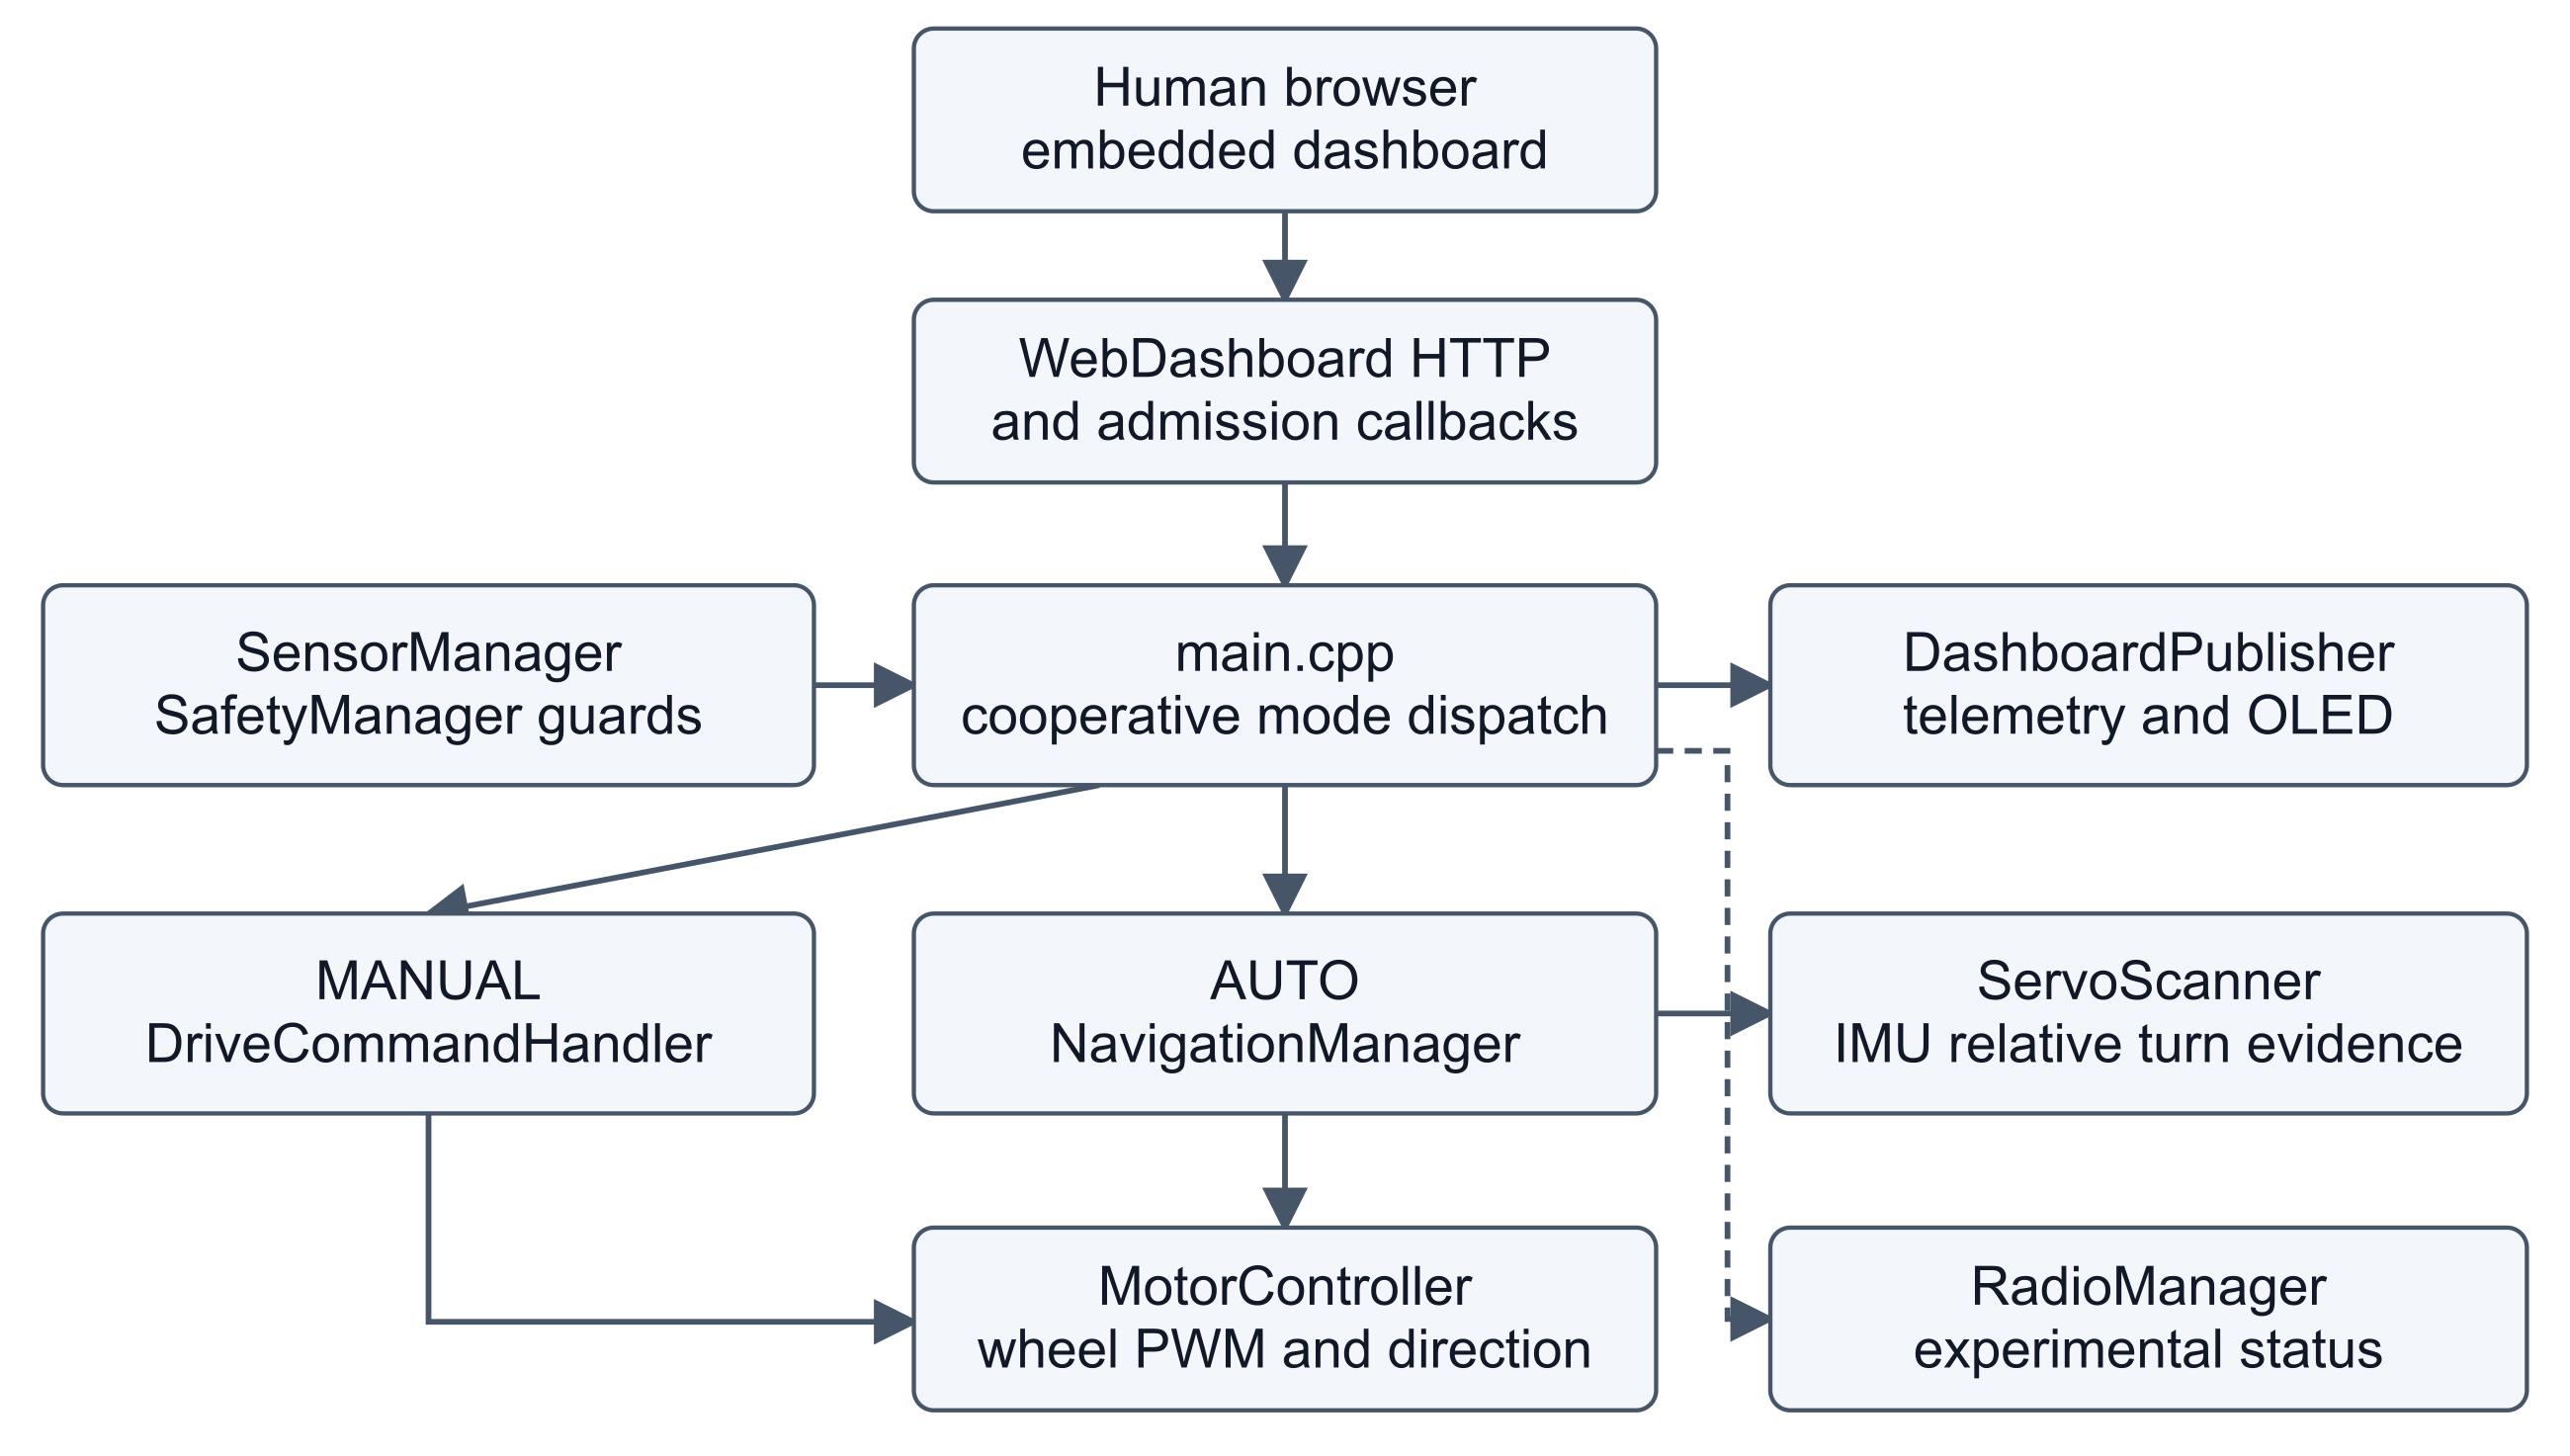 Human browser
embedded dashboard
WebDashboard HTTP
and admission callbacks
SensorManager
SafetyManager guards
main.cpp
cooperative mode dispatch
DashboardPublisher
telemetry and OLED
MANUAL
DriveCommandHandler
AUTO
NavigationManager
ServoScanner
IMU relative turn evidence
MotorController
wheel PWM and direction
RadioManager
experimental status